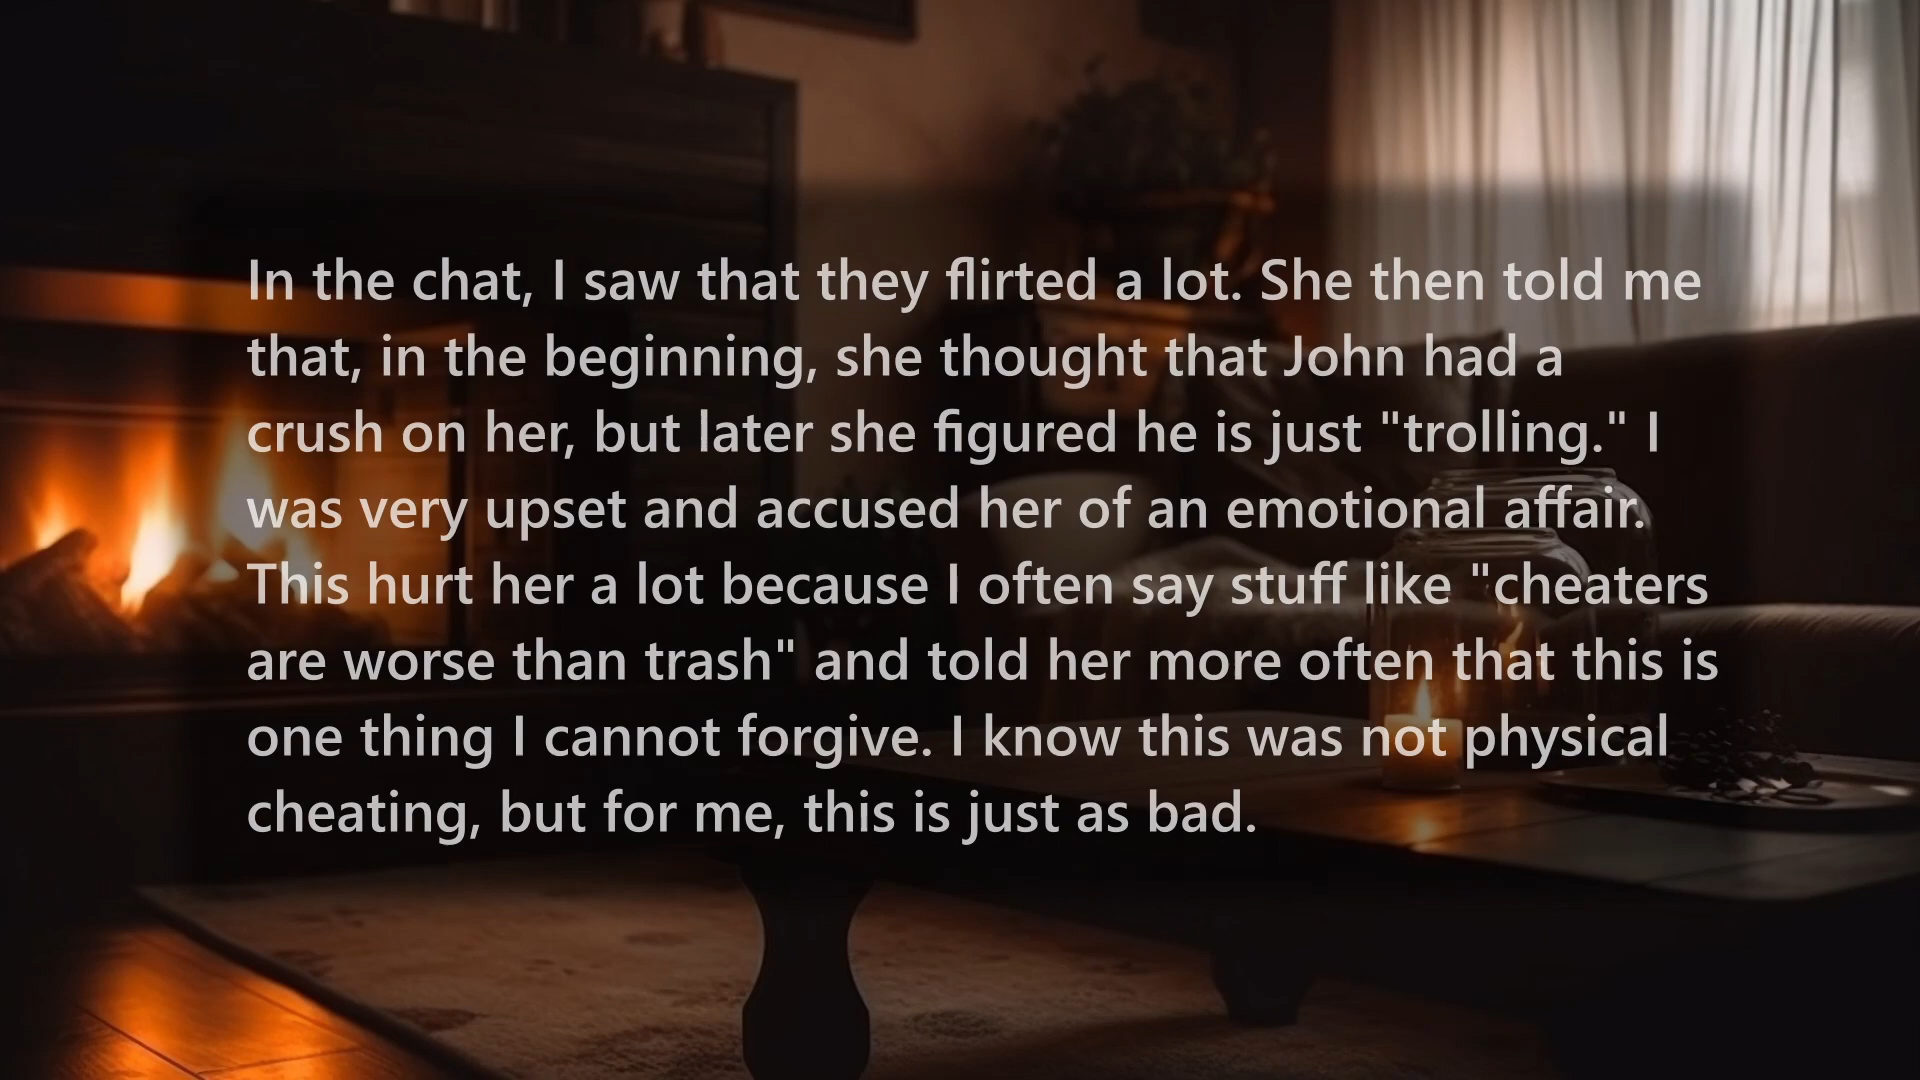 In the chat, I saw that they flirted a lot. She then told me
that, in the beginning, she thought that John had a
crush on her, but later she figured he is just "trolling." I
was very upset and accused her of an emotional affair.
This hurt her a lot because I often say stuff like "cheaters
are worse than trash" and told her more often that this is
one thing I cannot forgive. I know this was not physical
cheating, but for me, this is just as bad.